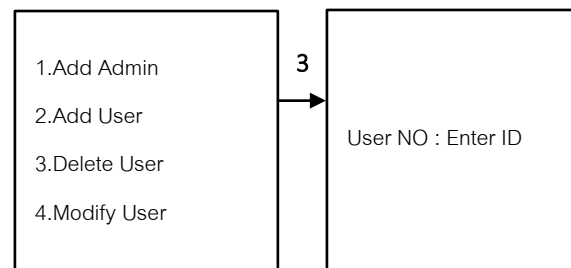 1.Add Admin
2.Add User
3.Delete User
4.Modify User
3
User NO : Enter ID